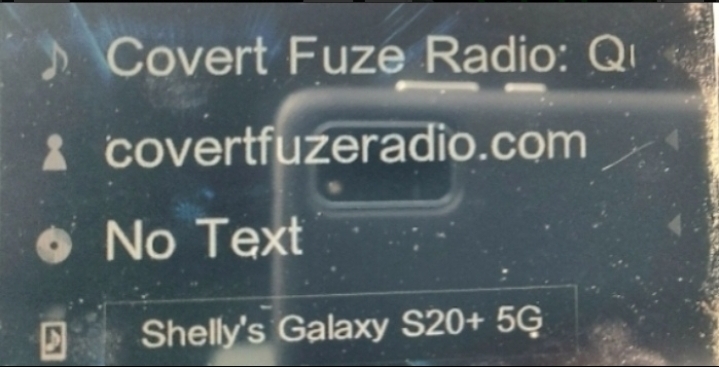 Covert Fuze Radio:
covertfuzeradio.com
No Text
Shelly's Galaxy S20+ 5G